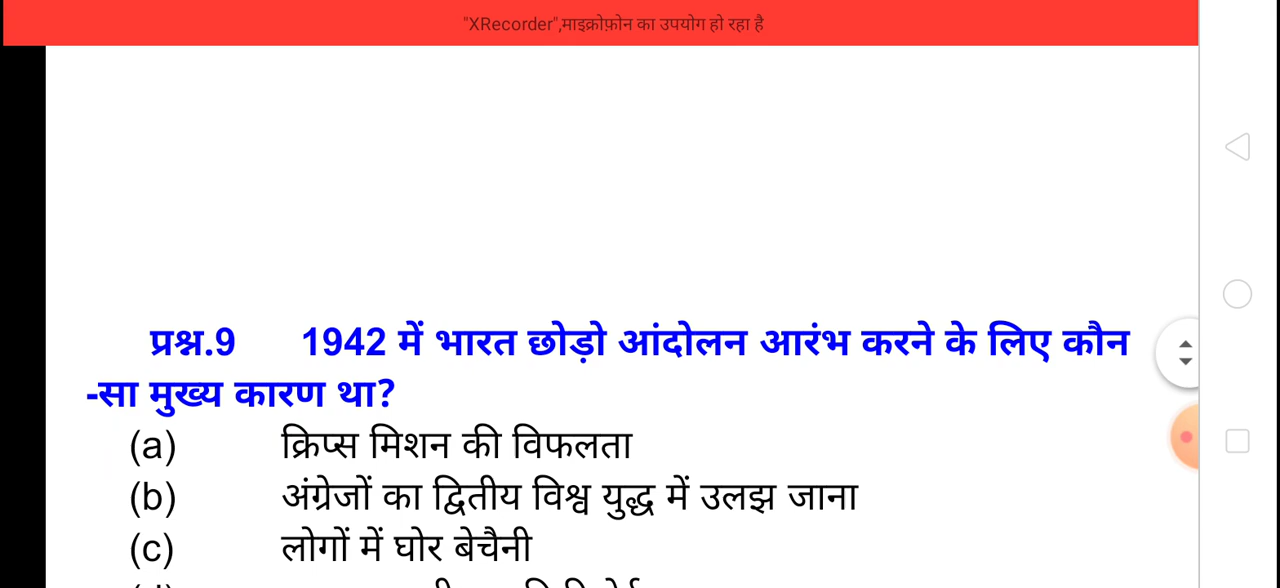 "XRecorder",माइक्रोफ़ोन का उपयोग हो रहा है
प्रश्न.9 1942 में भारत छोड़ो आंदोलन आरंभ करने के लिए कौन
-सा मुख्य कारण था?
(a) क्रिप्स मिशन की विफलता
(b) अंग्रेजों का द्वितीय विश्व युद्ध में उलझ जाना
(c) लोगों में घोर बेचैनी